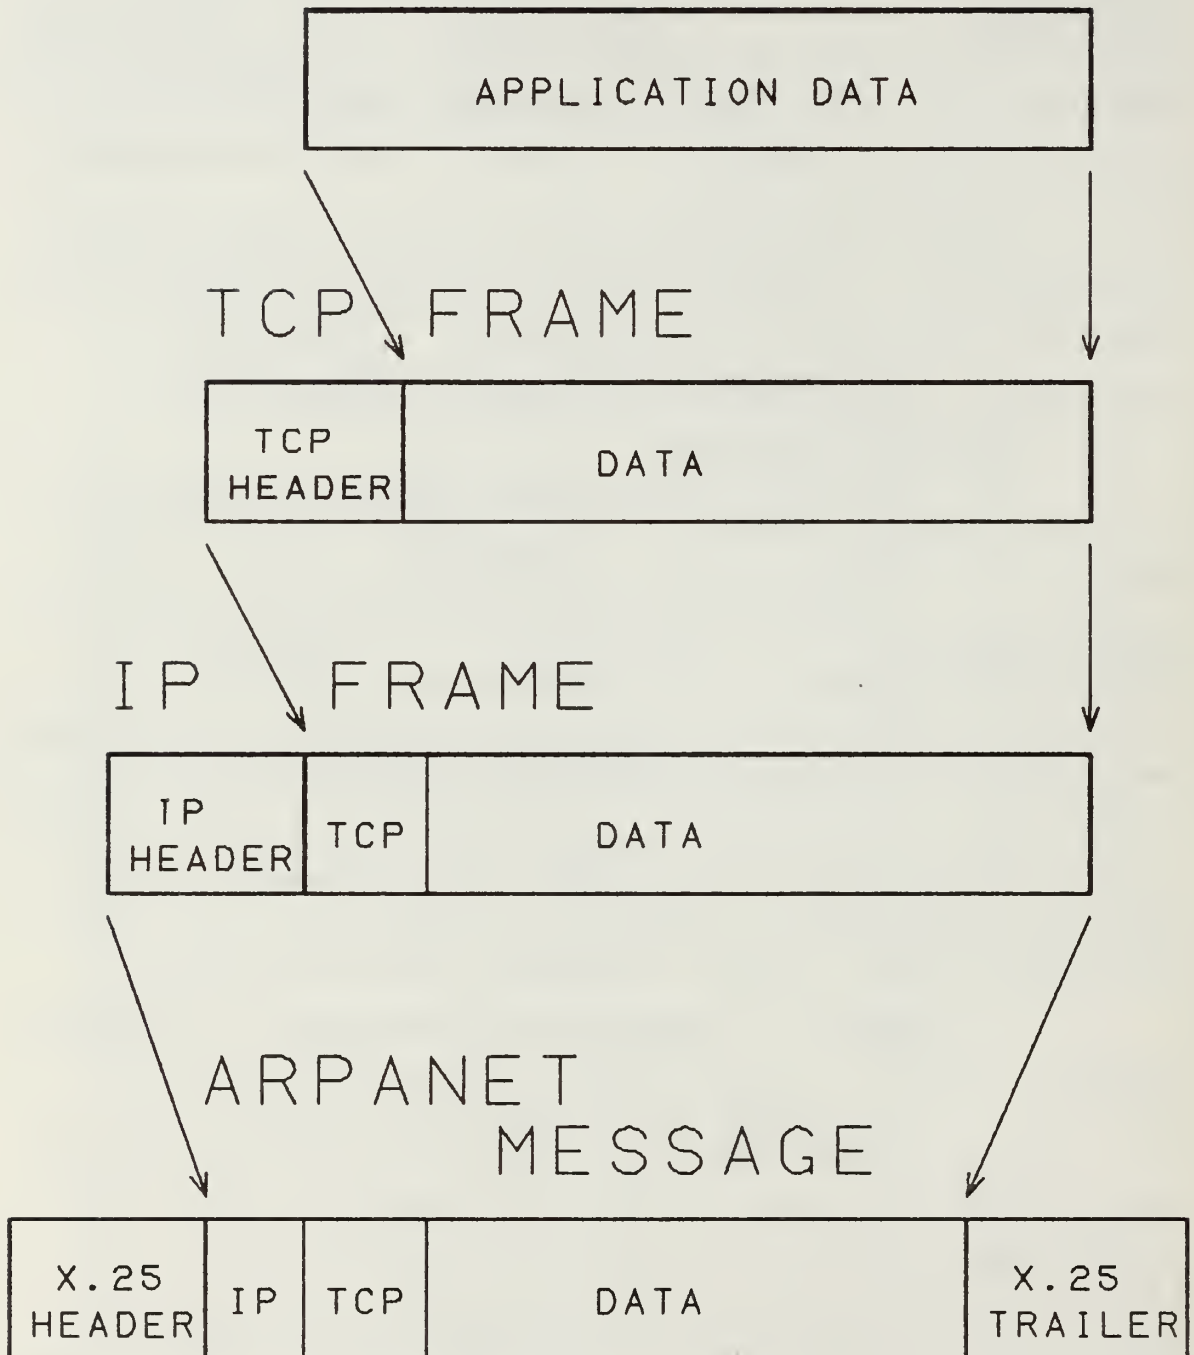 APPLICATION DATA
TCP FRAME
TCP
HEADER
DATA
IP FRAME
IP
HEADER
TCP
DATA
ARPANET
MESSAGE
X.25
HEADER
IP
TCP
DATA
X.25
TRAILER